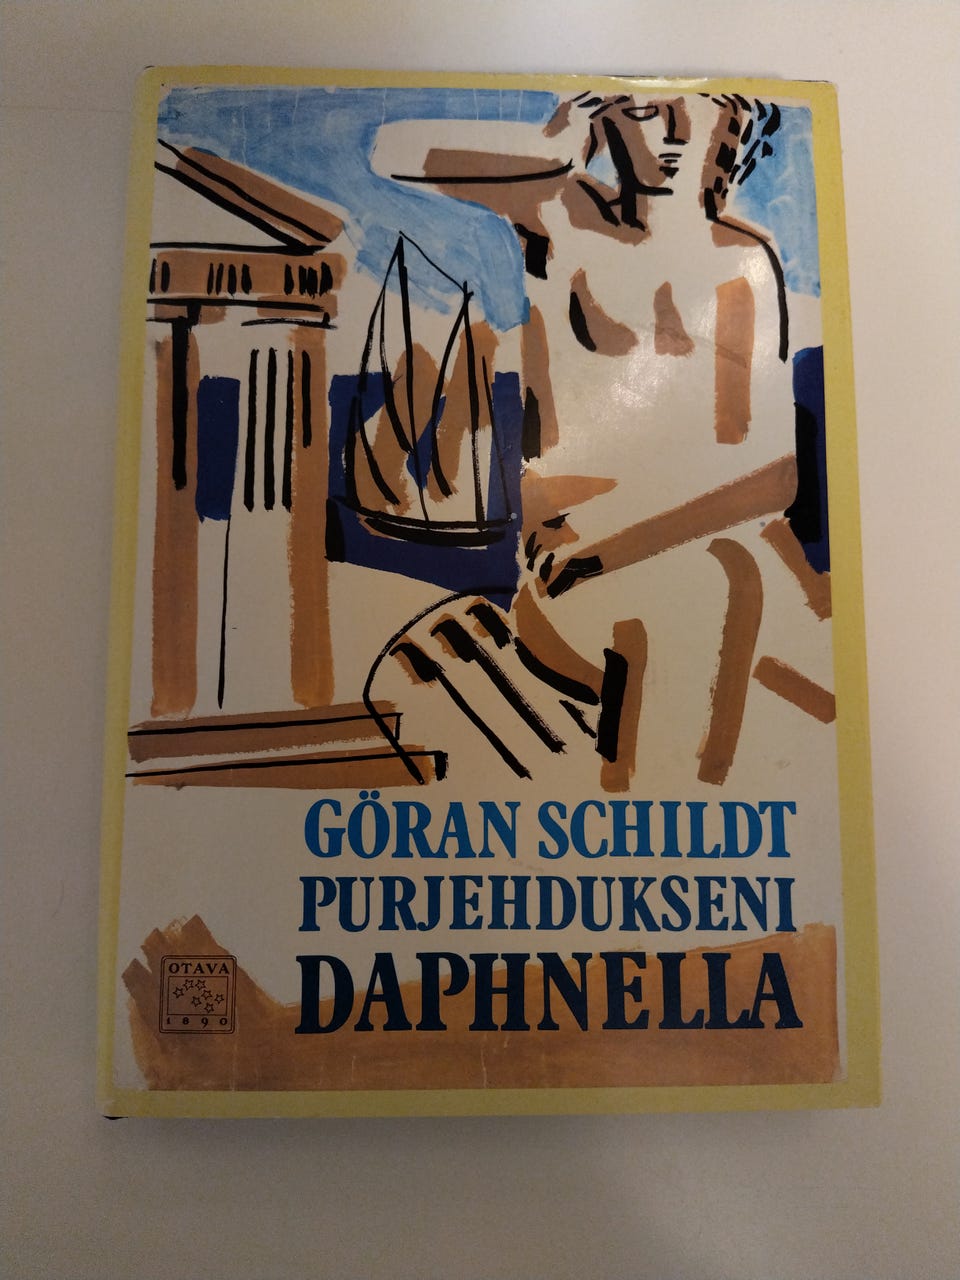 GÖRAN SCHILDT
PURJEHDUKSENI
DAPHNELLA
OTAVA
1890